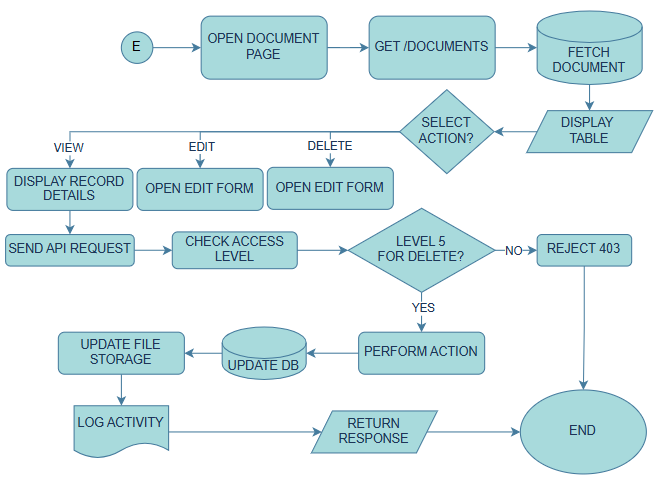 E
OPEN DOCUMENT
PAGE
GET /DOCUMENTS
FETCH
DOCUMENT
SELECT
ACTION?
DISPLAY
TABLE
VIEW
EDIT
DELETE
DISPLAY RECORD
DETAILS
OPEN EDIT FORM
OPEN EDIT FORM
SEND API REQUEST
CHECK ACCESS
LEVEL
LEVEL 5
FOR DELETE?
NO
REJECT 403
YES
UPDATE FILE
STORAGE
UPDATE DB
PERFORM ACTION
LOG ACTIVITY
RETURN
RESPONSE
END